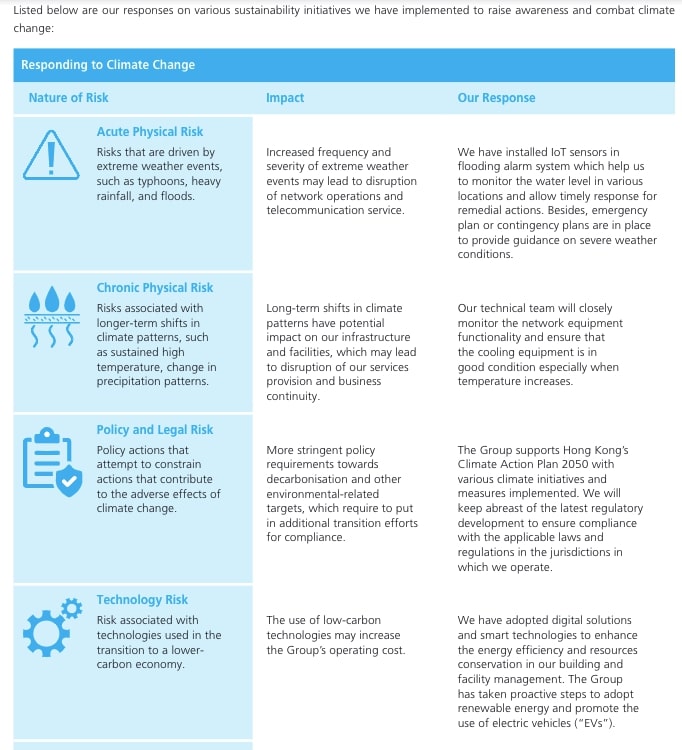 Listed below are our responses on various sustainability initiatives we have implemented to raise awareness and combat climate
change:
Responding to Climate Change
Nature of Risk
Impact
Our Response
Acute Physical Risk
Risks that are driven by
extreme weather events,
such as typhoons, heavy
rainfall, and floods.
Increased frequency and
severity of extreme weather
events may lead to disruption
of network operations and
telecommunication service.
We have installed IoT sensors in
flooding alarm system which help us
to monitor the water level in various
locations and allow timely response for
remedial actions. Besides, emergency
plan or contingency plans are in place
to provide guidance on severe weather
conditions.
Chronic Physical Risk
Risks associated with
longer-term shifts in
climate patterns, such
as sustained high
temperature, change in
precipitation patterns.
Long-term shifts in climate
patterns have potential
impact on our infrastructure
and facilities, which may lead
to disruption of our services
provision and business
continuity.
Our technical team will closely
monitor the network equipment
functionality and ensure that
the cooling equipment is in
good condition especially when
temperature increases.
Policy and Legal Risk
Policy actions that
attempt to constrain
actions that contribute
to the adverse effects of
climate change.
More stringent policy
requirements towards
decarbonisation and other
environmental-related
targets, which require to put
in additional transition efforts
for compliance.
The Group supports Hong Kong's
Climate Action Plan 2050 with
various climate initiatives and
measures implemented. We will
keep abreast of the latest regulatory
development to ensure compliance
with the applicable laws and
regulations in the jurisdictions in
which we operate.
Technology Risk
Risk associated with
technologies used in the
transition to a lower-
carbon economy.
The use of low-carbon
technologies may increase
the Group's operating cost.
We have adopted digital solutions
and smart technologies to enhance
the energy efficiency and resources
conservation in our building and
facility management. The Group
has taken proactive steps to adopt
renewable energy and promote the
use of electric vehicles ("EVs").